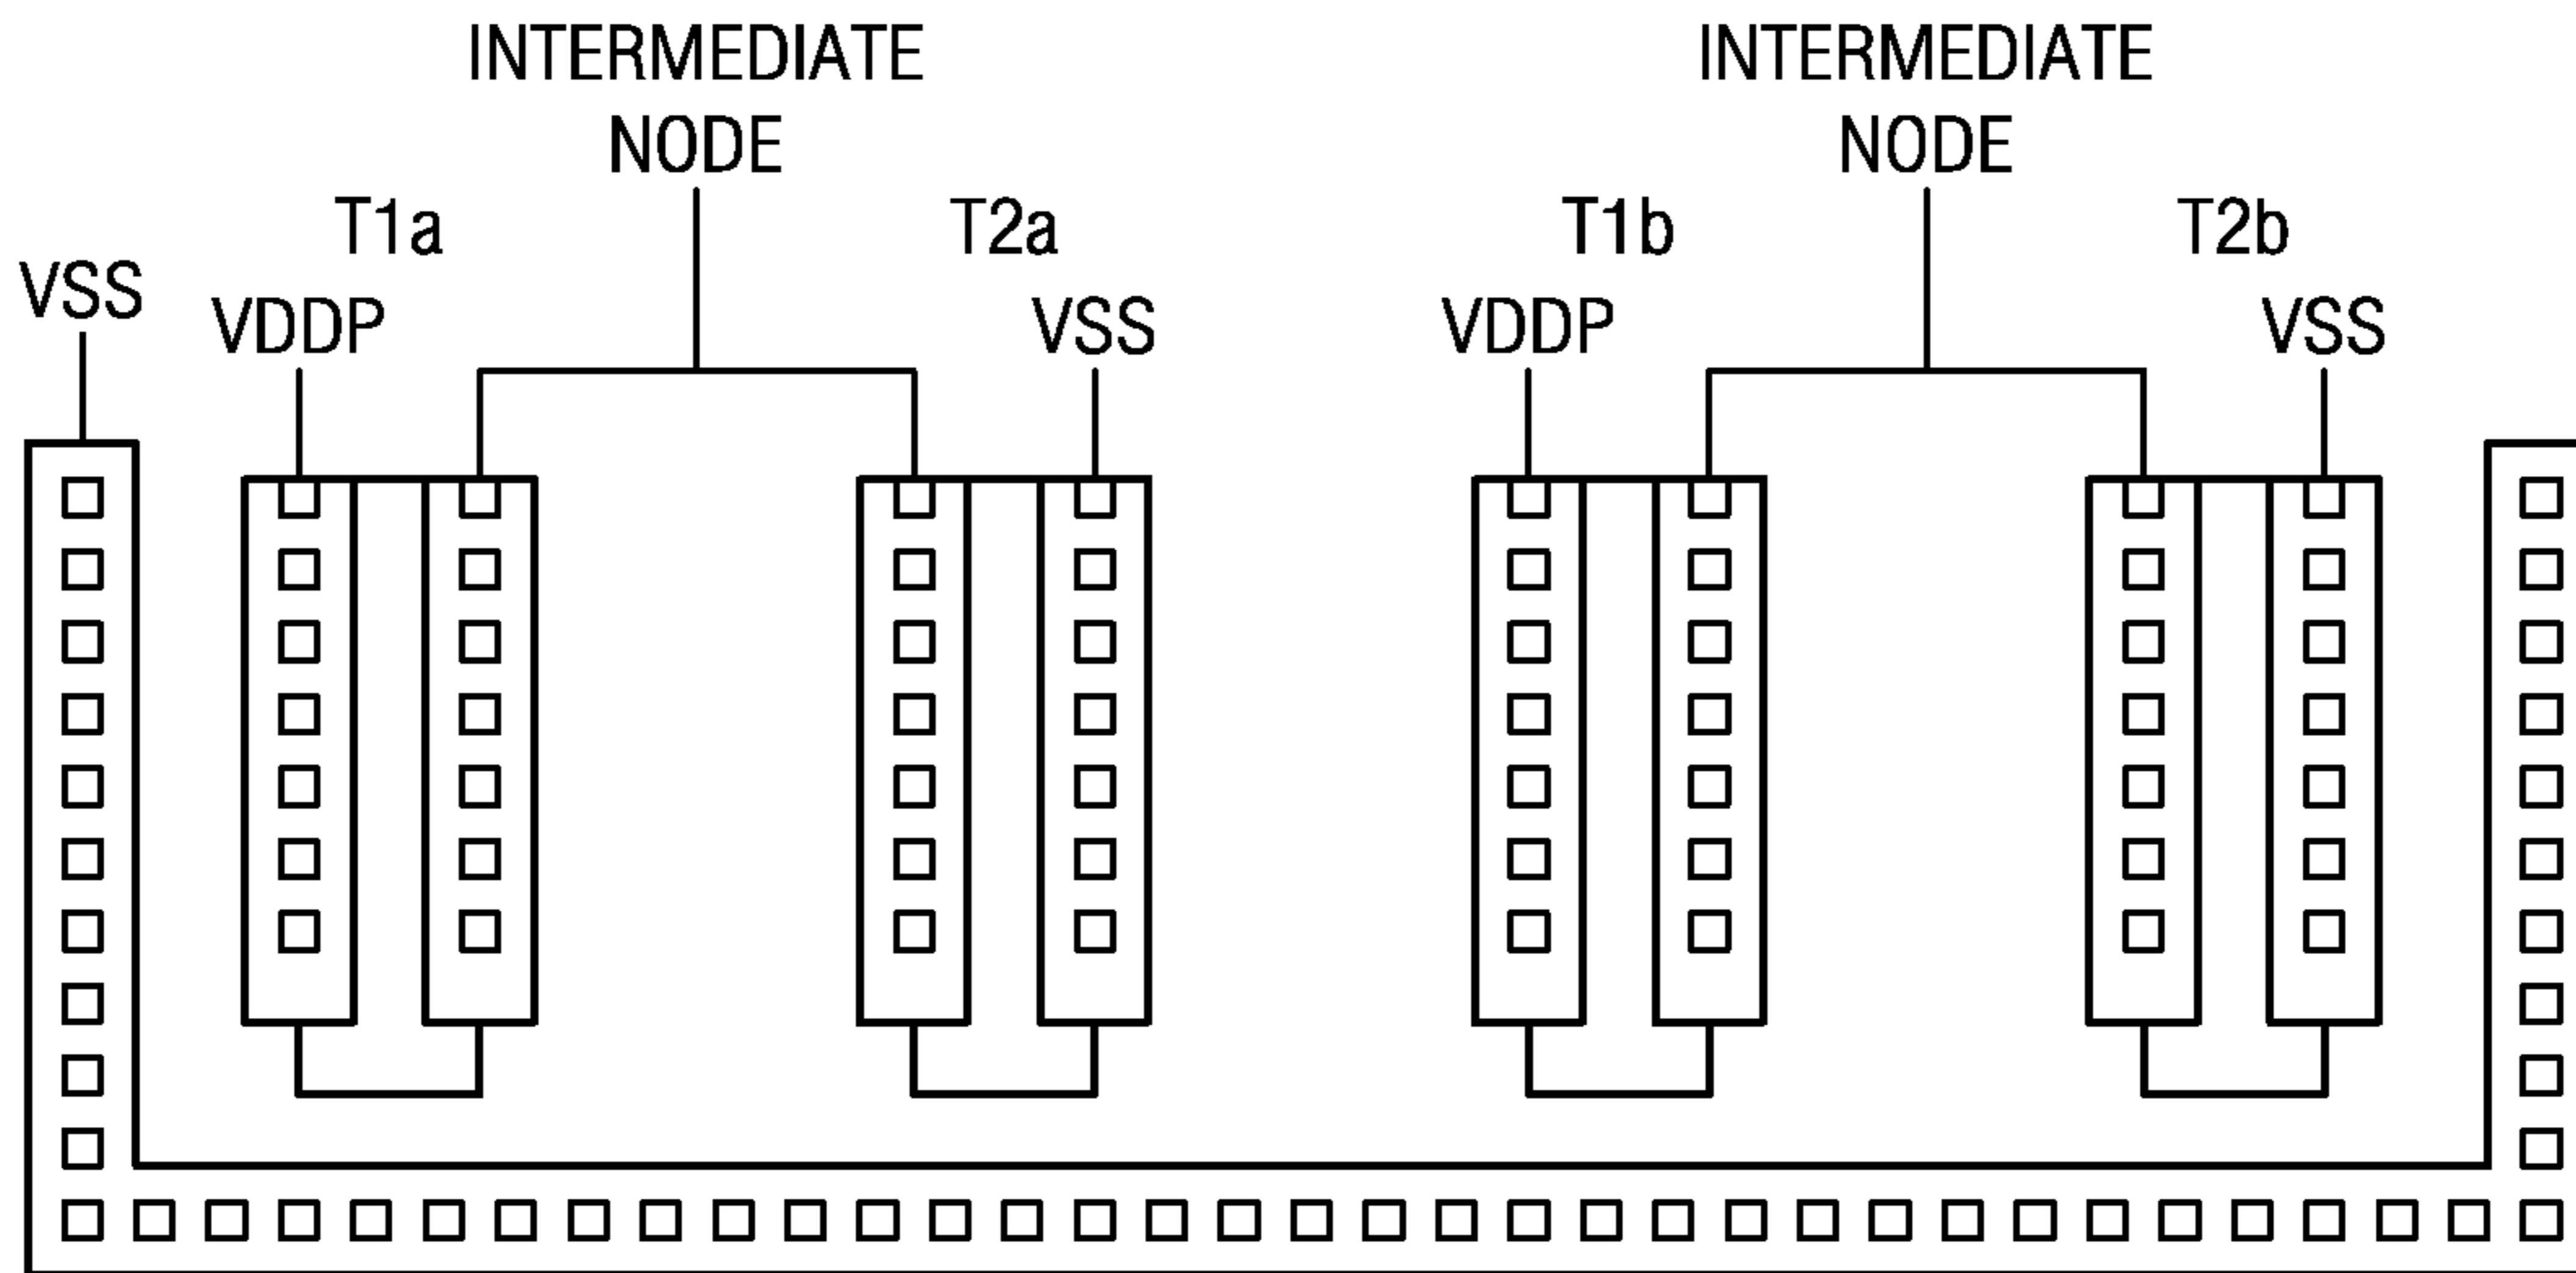 INTERMEDIATE
NODE
INTERMEDIATE
NODE
T1a
T2a
T1b
T2b
VSS
VDDP
VSS
VDDP
VSS